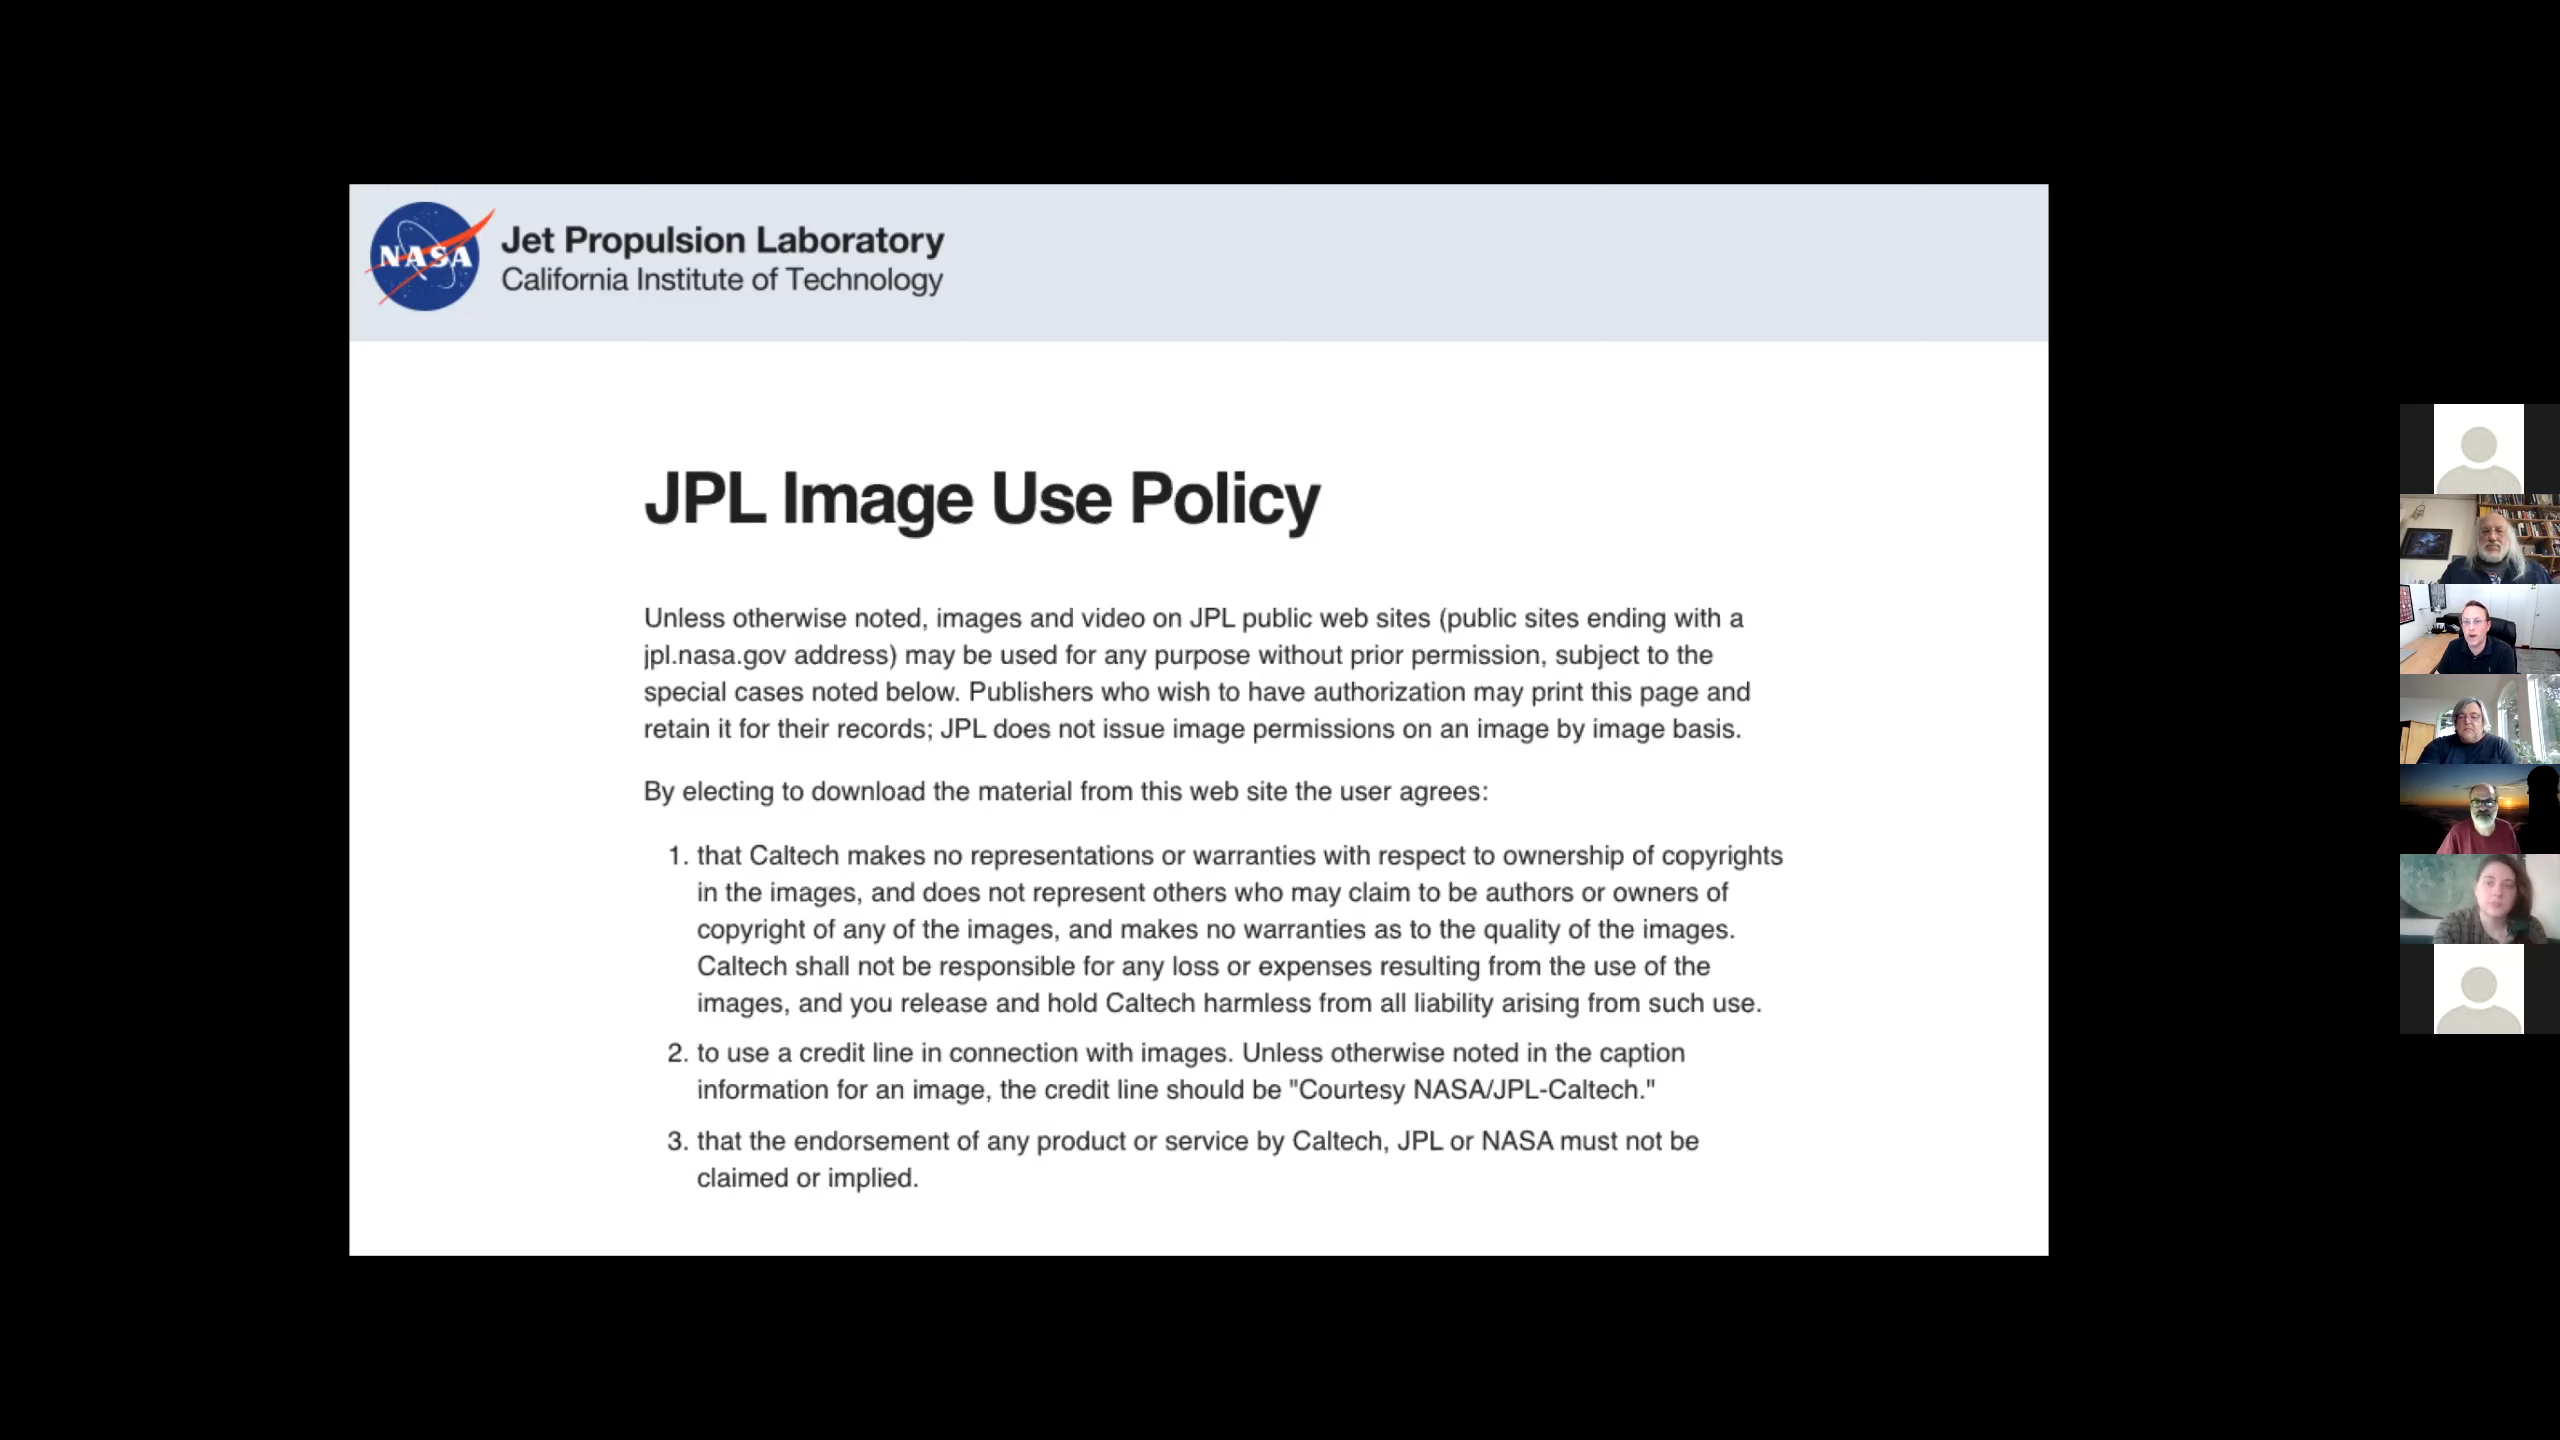 NASA
Jet Propulsion Laboratory
California Institute of Technology
JPL Image Use Policy
Unless otherwise noted, images and video on JPL public web sites (public sites ending with a
jpl.nasa.gov address) may be used for any purpose without prior permission, subject to the
special cases noted below. Publishers who wish to have authorization may print this page and
retain it for their records; JPL does not issue image permissions on an image by image basis.
By electing to download the material from this web site the user agrees:
1. that Caltech makes no representations or warranties with respect to ownership of copyrights
in the images, and does not represent others who may claim to be authors or owners of
copyright of any of the images, and makes no warranties as to the quality of the images.
Caltech shall not be responsible for any loss or expenses resulting from the use of the
images, and you release and hold Caltech harmless from all liability arising from such use.
2. to use a credit line in connection with images. Unless otherwise noted in the caption
information for an image, the credit line should be "Courtesy NASA/JPL-Caltech."
3. that the endorsement of any product or service by Caltech, JPL or NASA must not be
claimed or implied.